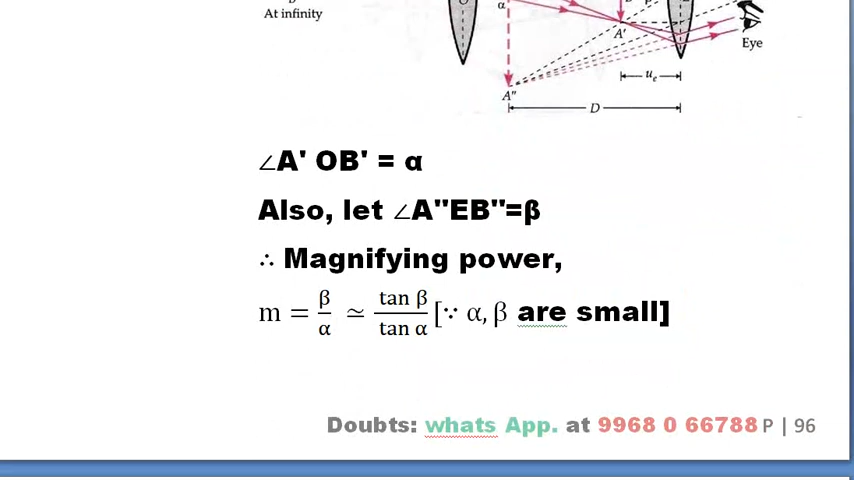 At infinity
α
A'
Eye
u_e
A"
D
∠A' OB' = α
Also, let ∠A"EB"=β
∴ Magnifying power,
m = β/α ≃ tan β/tan α [∵ α, β are small]
Doubts: whats App. at 9968 0 66788 P | 96